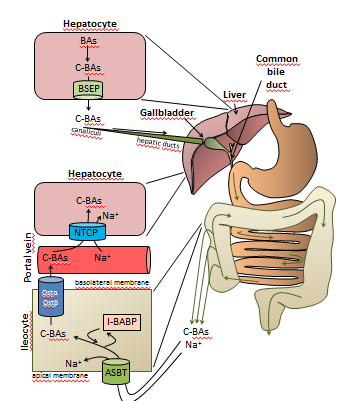 Hepatocyte
BAs
C-BAs
BSEP
C-BAs
canaliculi
hepatic ducts
Gallbladder
Liver
Common
bile
duct
Hepatocyte
C-BAs
Na⁺
NTCP
Portal vein
C-BAs
Na⁺
basolateral membrane
Ostα
Ostβ
Ileocyte
I-BABP
C-BAs
Na⁺
ASBT
apical membrane
C-BAs
Na⁺